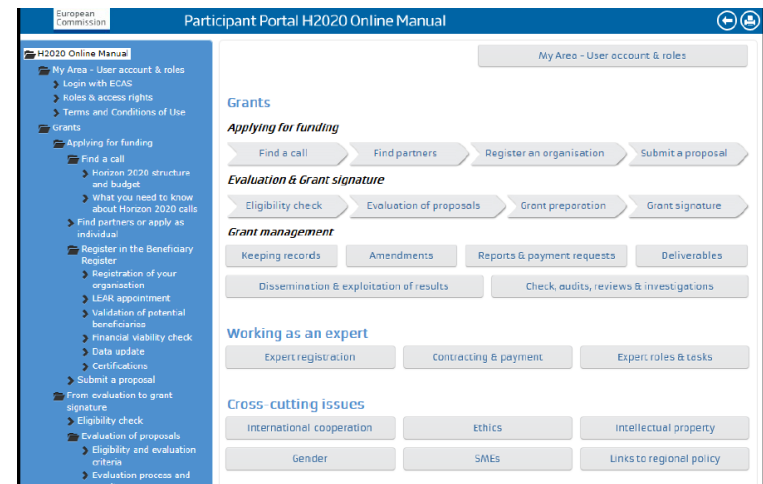 European
Commission
Participant Portal H2020 Online Manual
H2020 Online Manual
My Area - User account & roles
Login with ECAS
Roles & access rights
Terms and Conditions of Use
Grants
Applying for funding
Find a call
Horizon 2020 structure
and budget
What you need to know
about Horizon 2020 calls
Find partners or apply as
individual
Register in the Beneficiary
Register
Registration of your
organisation
LEAR appointment
Validation of potential
beneficiaries
Financial viability check
Data update
Certifications
Submit a proposal
From evaluation to grant
signature
Eligibility check
Evaluation of proposals
Eligibility and evaluation
criteria
Evaluation process and
My Area - User account & roles
Grants
Applying for funding
Find a call Find partners Register an organisation Submit a proposal
Evaluation & Grant signature
Eligibility check Evaluation of proposals Grant preparation Grant signature
Grant management
Keeping records Amendments Reports & payment requests Deliverables
Dissemination & exploitation of results Check, audits, reviews & investigations
Working as an expert
Expert registration Contracting & payment Expert roles & tasks
Cross-cutting issues
International cooperation Ethics Intellectual property
Gender SMEs Links to regional policy